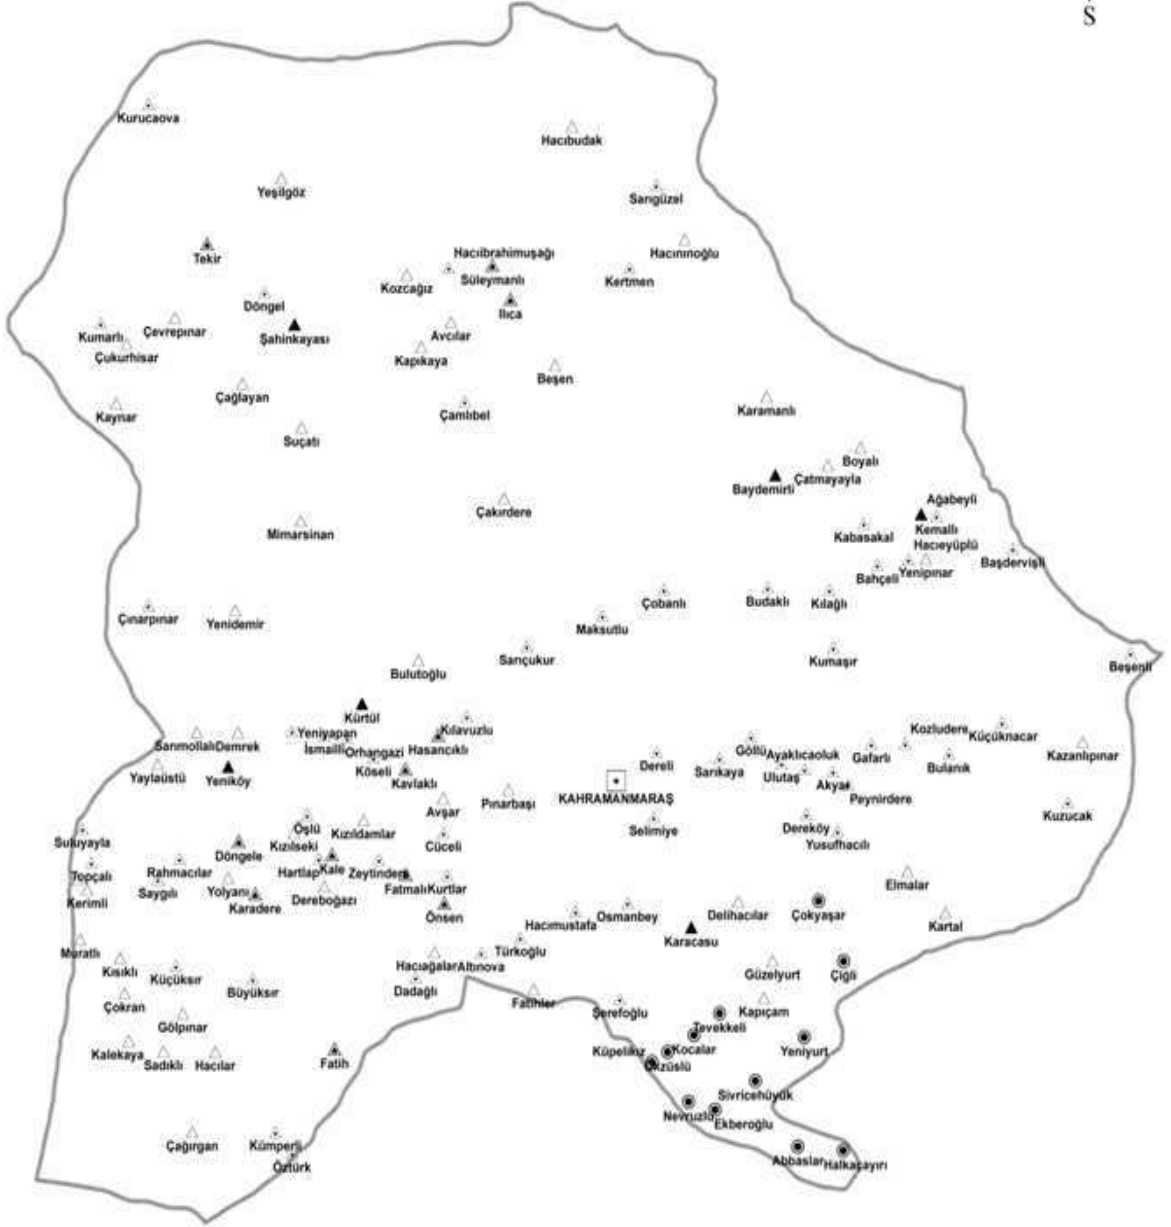 S
Kurucaova
Hacıbudak
Yeşilgöz
Sarıgüzel
Tekir
Hacıibrahimuşağı
Hacınınoğlu
Süleymanlı
Kertmen
Kozcağız
Döngel
Ilıca
Kumarlı
Çevrepınar
Şahinkayası
Avcılar
Çukurhisar
Kapıkaya
Beşen
Çağlayan
Kaynar
Çamlıbel
Karamanlı
Suçatı
Boyalı
Baydemirli
Çatmayayla
Ağabeyli
Çakırdere
Mimarsinan
Kabasakal
Kemallı
Hacıeyüplü
Başdervişli
Bahçeli
Yenipınar
Çobanlı
Budaklı
Kılağlı
Çınarpınar
Yenidemir
Maksutlu
Sarıçukur
Kumaşır
Beşenli
Bulutoğlu
Kürtül
Kılavuzlu
Sarımollalı
Demrek
Yeniyapan
İsmailli
Orhangazi
Hasancıklı
Kozludere
Küçüknacar
Göllü
Ayaklıcaoluk
Gafarlı
Bulanık
Kazanlıpınar
Yaylaüstü
Yeniköy
Köseli
Kavlaklı
Dereli
Sarıkaya
Ulutaş
Akyar
Peynirdere
Pınarbaşı
KAHRAMANMARAŞ
Avşar
Kuzucak
Öşlü
Kızıldamlar
Selimiye
Dereköy
Suluyayla
Kızılseki
Cüceli
Yusufhacılı
Döngele
Topçalı
Rahmacılar
Hartlap
Kale
Zeytindere
Elmalar
Kerimli
Saygılı
Yolyanı
Karadere
Dereboğazı
Fatmalı
Kurtlar
Önsen
Hacımustafa
Osmanbey
Delihacılar
Çokyaşar
Kartal
Karacasu
Muratlı
Türkoğlu
Kısıklı
Küçüksır
Hacıağalar
Altınova
Güzelyurt
Çiğli
Büyüksır
Dadağlı
Çokran
Fatihler
Şerefoğlu
Kapıçam
Gölpınar
Tevekkeli
Kalekaya
Sadıklı
Hacılar
Fatih
Küpelikız
Kocalar
Yeniyurt
Öküzlü
Sivricehüyük
Nevruzlu
Ekberoğlu
Çağırgan
Kümperli
Öztürk
Abbaslar
Halkaçayırı